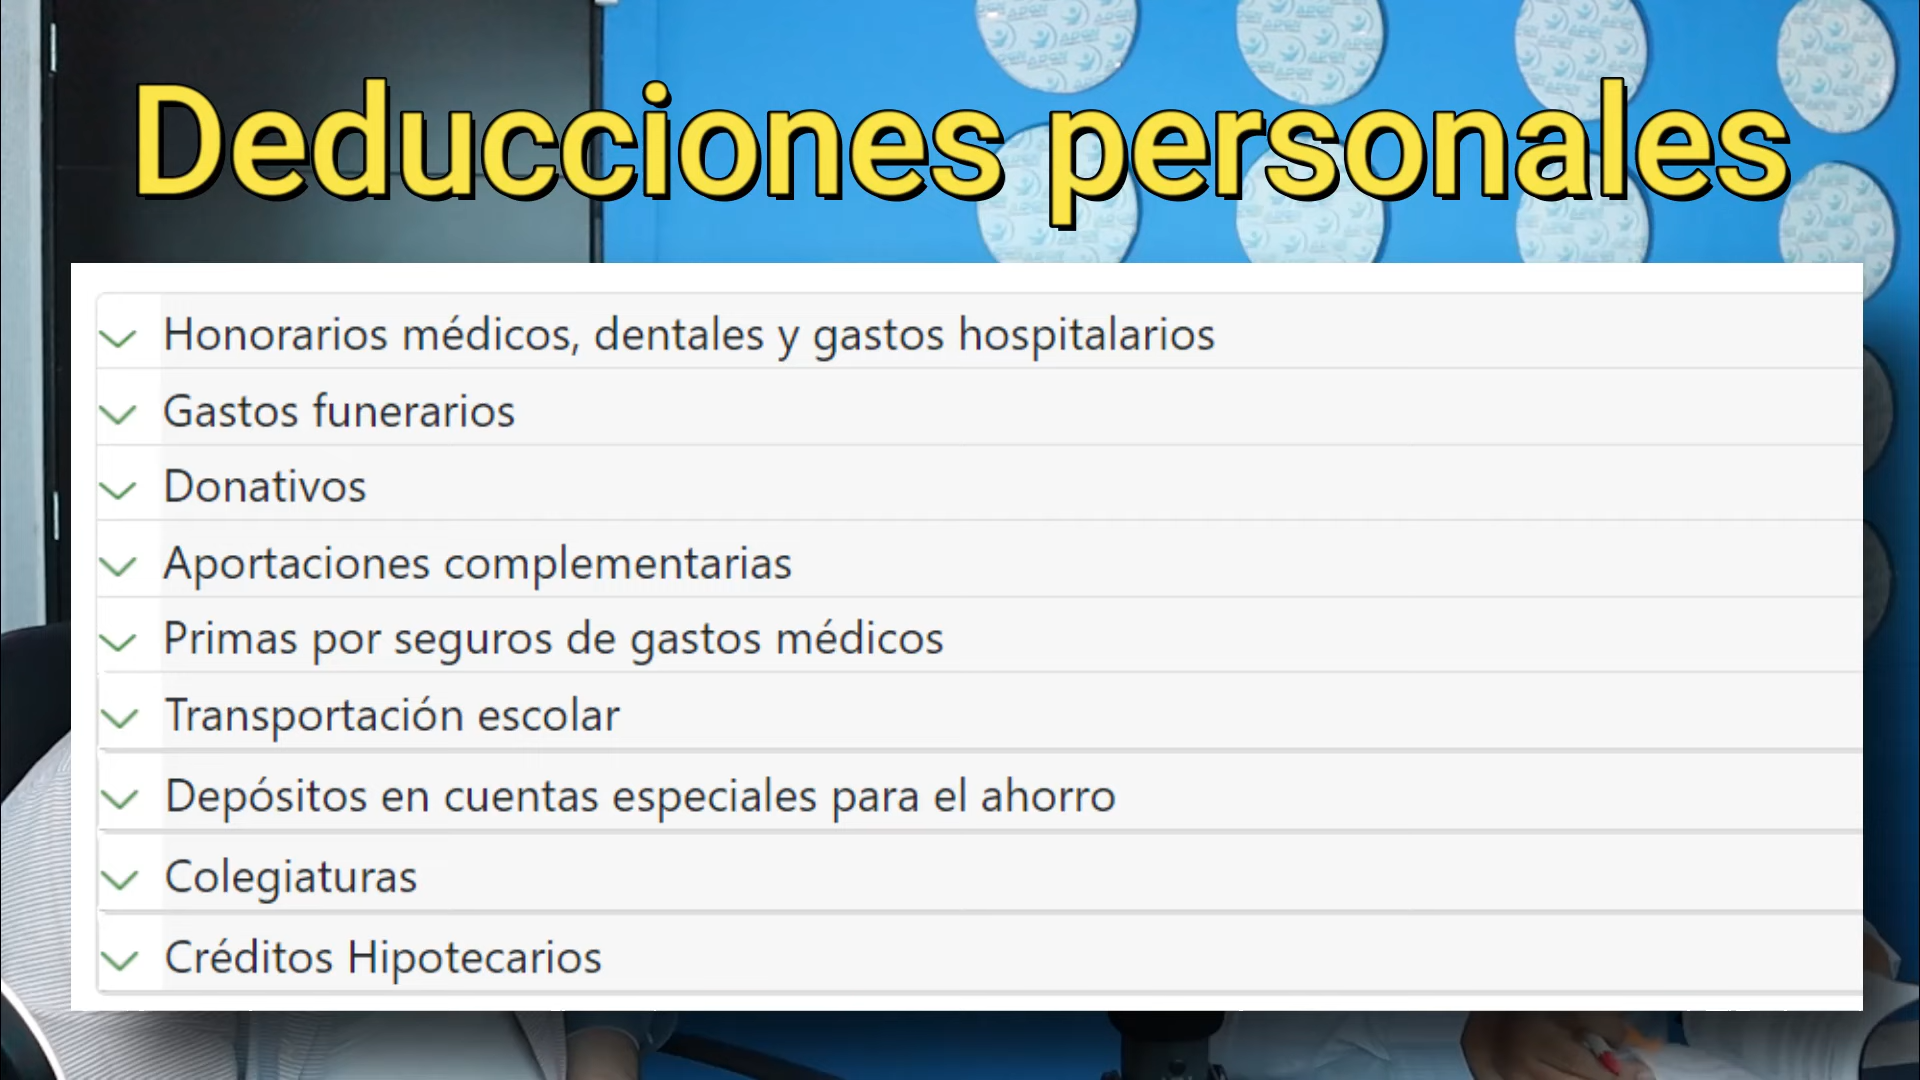 Deducciones personales
Honorarios médicos, dentales y gastos hospitalarios
Gastos funerarios
Donativos
Aportaciones complementarias
Primas por seguros de gastos médicos
Transportación escolar
Depósitos en cuentas especiales para el ahorro
Colegiaturas
Créditos Hipotecarios